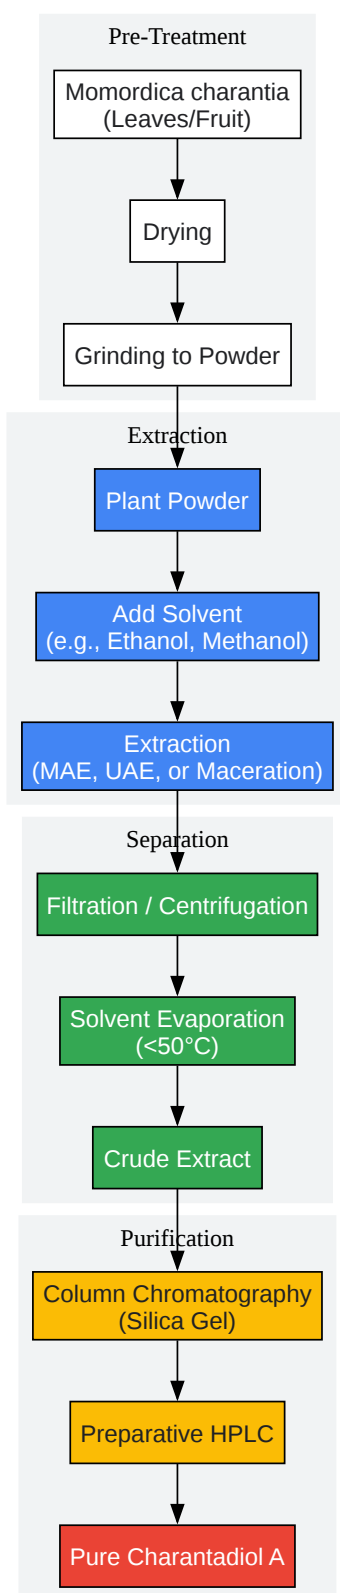 Pre-Treatment
Momordica charantia
(Leaves/Fruit)
Drying
Grinding to Powder
Extraction
Plant Powder
Add Solvent
(e.g., Ethanol, Methanol)
Extraction
(MAE, UAE, or Maceration)
Separation
Filtration / Centrifugation
Solvent Evaporation
(<50°C)
Crude Extract
Purification
Column Chromatography
(Silica Gel)
Preparative HPLC
Pure Charantadiol A